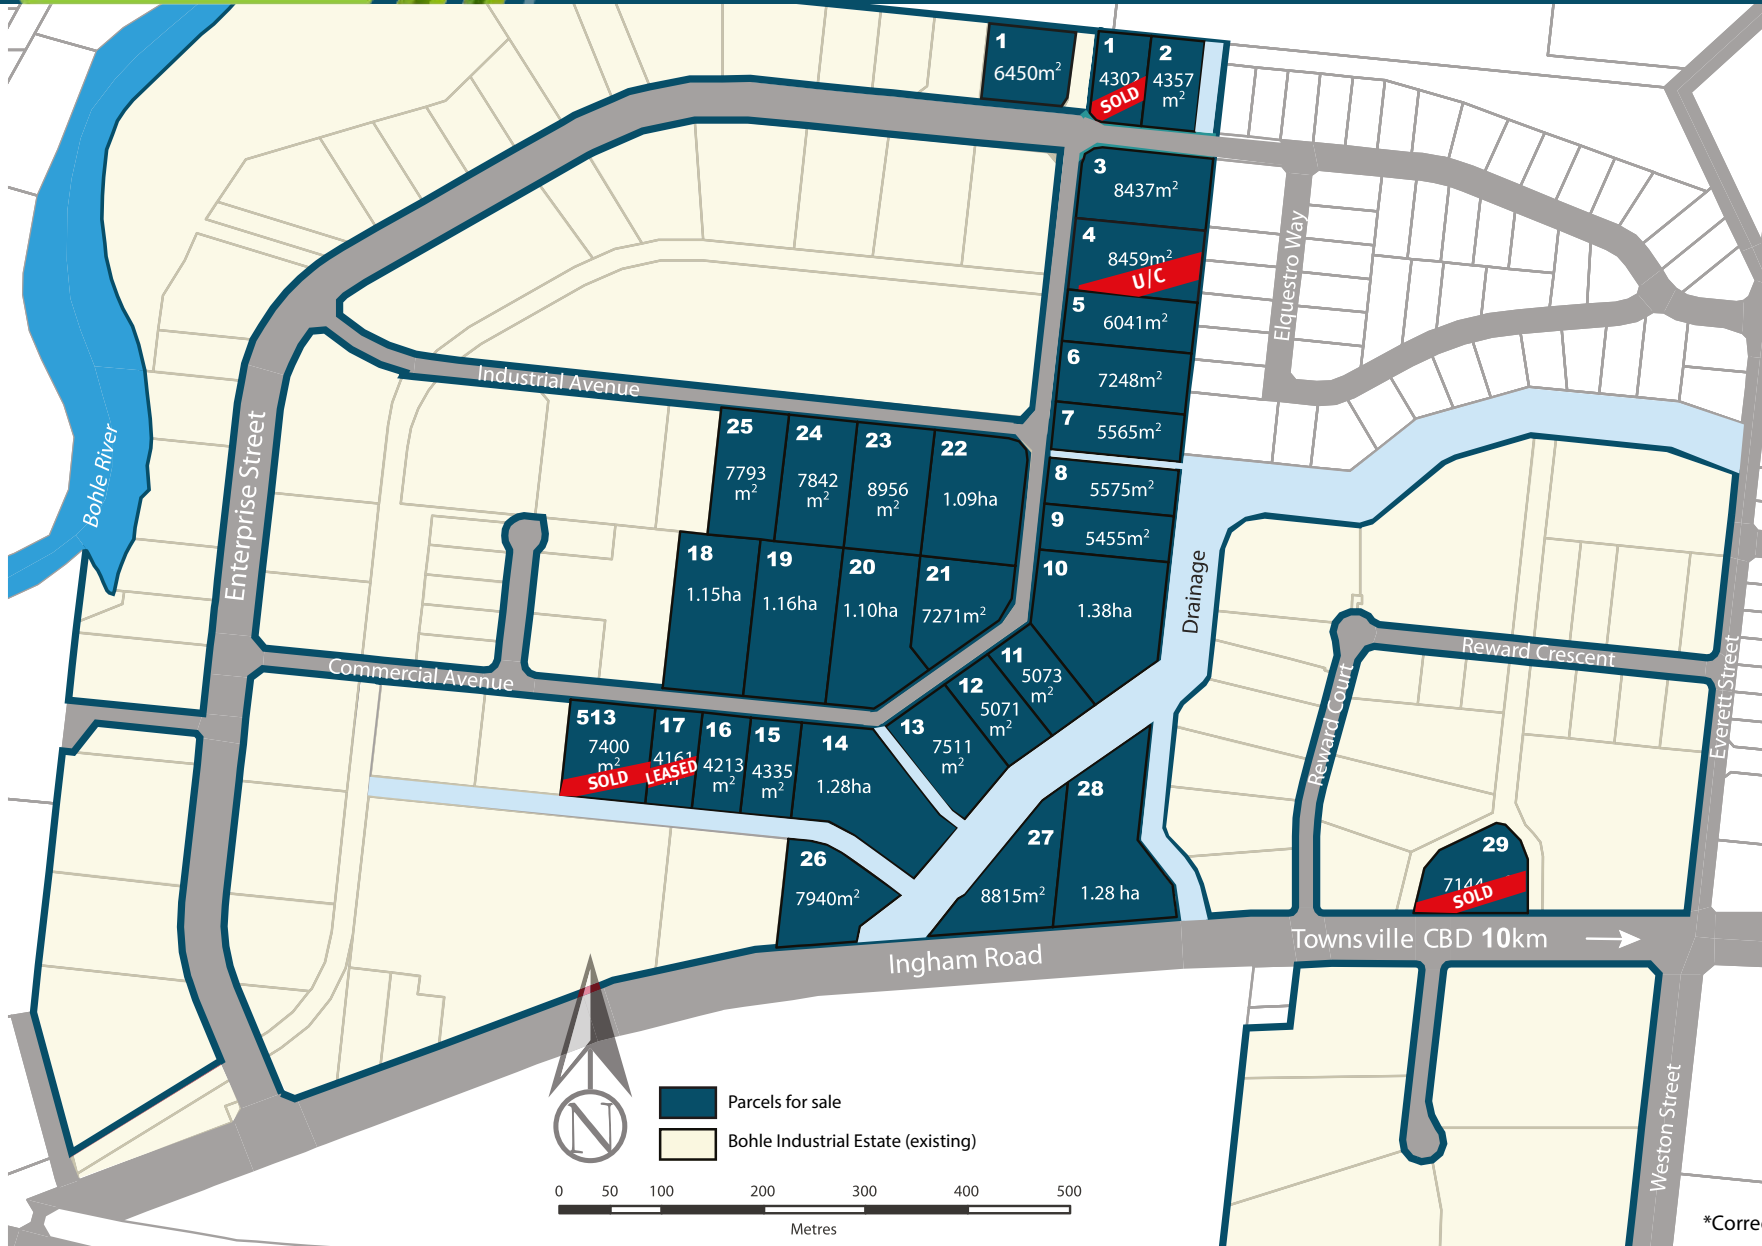 1
6450m²
1
4302
SOLD
2
4357
m²
3
8437m²
4
8459m²
U/C
5
6041m²
6
7248m²
7
5565m²
8
5575m²
9
5455m²
10
1.38ha
11
5073
m²
12
5071
m²
13
7511
m²
14
1.28ha
15
4335
m²
16
4213
m²
17
4161
LEASED
513
7400
m²
SOLD
18
1.15ha
19
1.16ha
20
1.10ha
21
7271m²
22
1.09ha
23
8956
m²
24
7842
m²
25
7793
m²
26
7940m²
27
8815m²
28
1.28 ha
29
7144
SOLD
Bohle River
Enterprise Street
Industrial Avenue
Commercial Avenue
Elquestro Way
Drainage
Reward Crescent
Reward Court
Everett Street
Weston Street
Ingham Road
Townsville CBD 10km
N
Parcels for sale
Bohle Industrial Estate (existing)
0 50 100 200 300 400 500
Metres